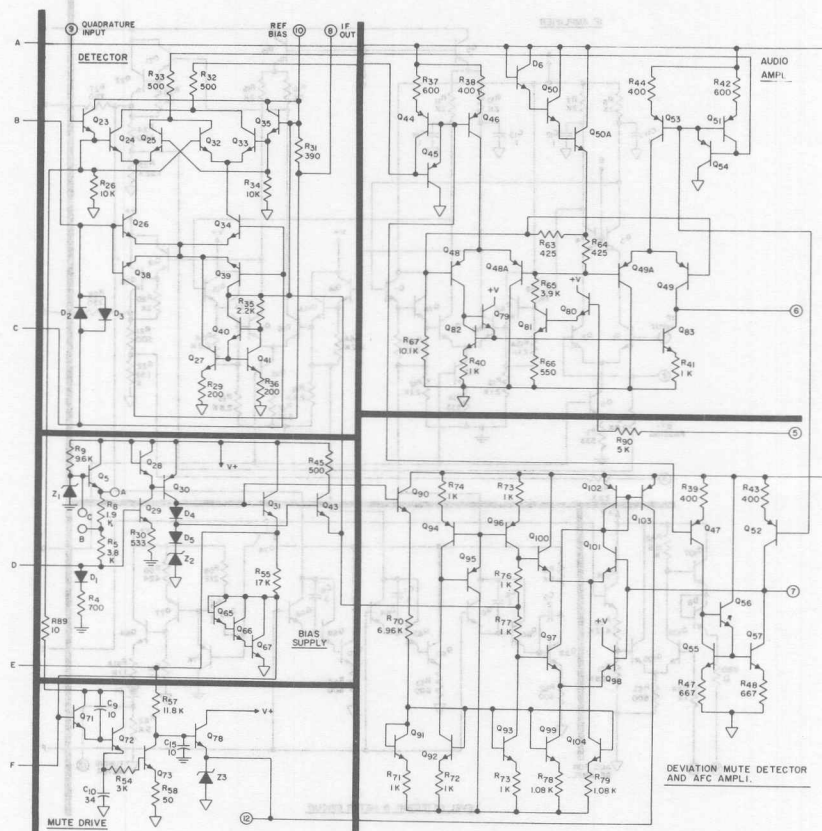 9 QUADRATURE INPUT
REF BIAS 10
8 I F OUT
A
DETECTOR
R33 500
R32 500
AUDIO AMPL
D6
R37 600
R38 400
Q50
R44 400
R42 600
B
Q23
Q24
Q25
Q32
Q33
Q35
R31 390
Q44
Q46
Q45
Q50A
Q53
Q51
Q54
R26 10K
R34 10K
Q26
Q34
R63 425
R64 425
Q38
Q39
Q48
Q48A
+V
R65 3.9K
+V
Q49A
Q49
D2
D3
R35 2.2K
Q40
Q82
Q79
Q81
Q80
Q83
6
C
Q27
Q41
R67 10.1K
R40 1K
R66 550
R41 1K
R29 200
R36 200
R90 5K
5
R9 9.6K
Q5
Q28
V+
R45 500
Z1
A
Q30
Q31
Q43
Q90
R74 1K
R73 1K
Q102
Q103
R39 400
R43 400
R8 1.9K
C
B
Q29
D4
Q94
Q96
Q100
Q101
Q47
Q52
R5 3.8K
R30 533
D5
Z2
Q95
D
D1
R55 17K
R76 1K
7
R4 700
Q65
Q66
Q67
R70 6.96K
R77 1K
Q97
+V
Q98
Q56
R89 10
BIAS SUPPLY
Q55
Q57
E
R47 667
R48 667
R57 11.8K
V+
Q71
C9 10
Q72
Q78
Q91
Q92
Q93
Q99
Q104
C15 10
F
R54 3K
Q73
Z3
R71 1K
R72 1K
R73 1K
R78 1.08K
R79 1.08K
DEVIATION MUTE DETECTOR
AND AFC AMPLI.
C10 34
R58 50
MUTE DRIVE
12